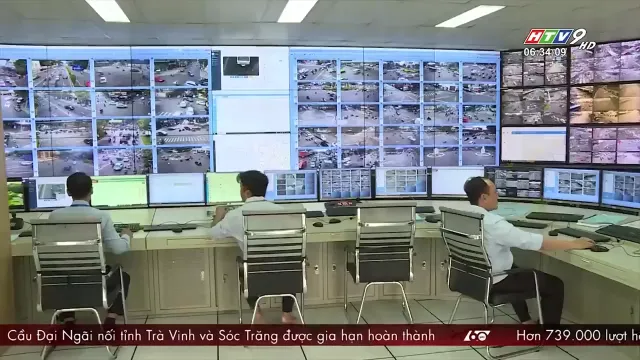 HTV9 HD
06:34:09
Cầu Đại Ngãi nối tỉnh Trà Vinh và Sóc Trăng được gia hạn hoàn thành 60 Hơn 739.000 lượt h